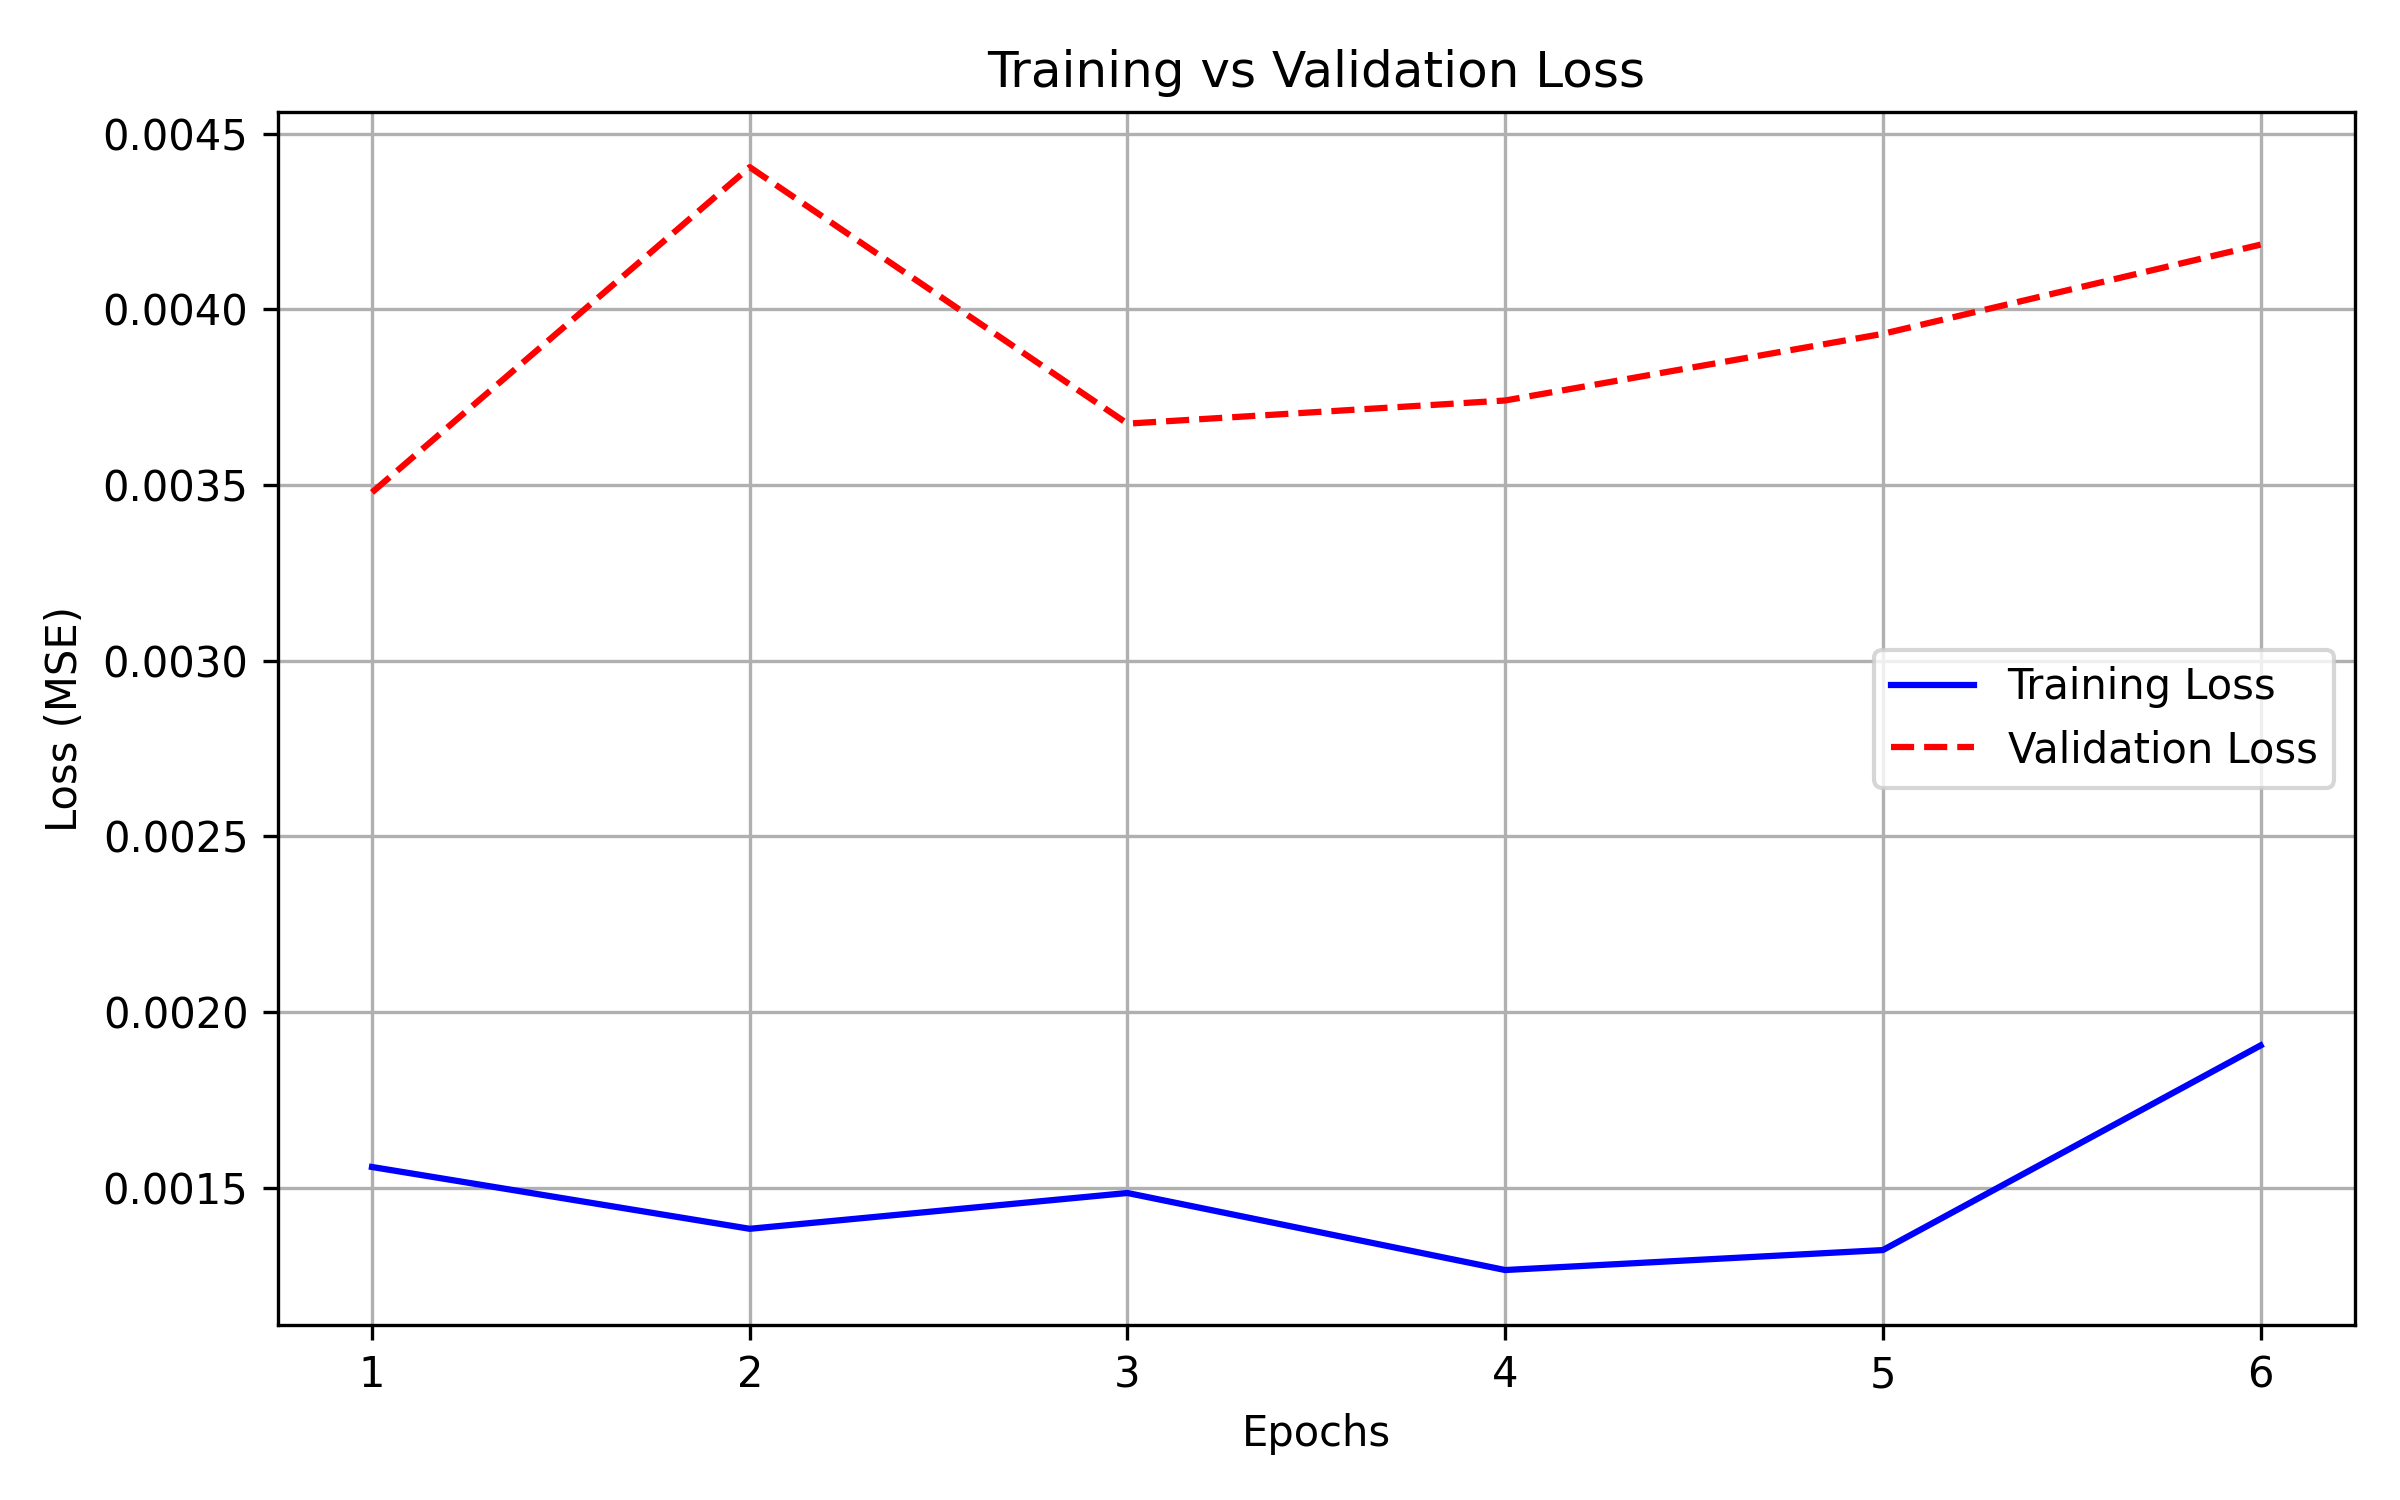 Training vs Validation Loss
0.0045
0.0040
0.0035
0.0030
0.0025
0.0020
0.0015
Loss (MSE)
Training Loss
Validation Loss
1 2 3 4 5 6
Epochs